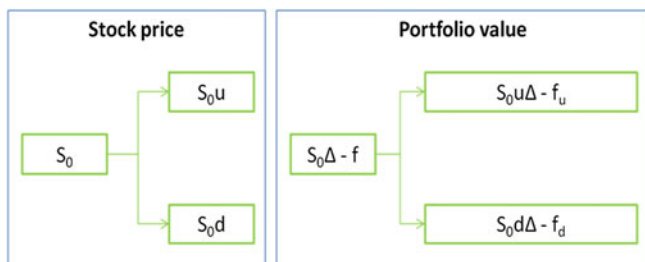 Stock price
S₀u
S₀
S₀d
Portfolio value
S₀uΔ - fᵤ
S₀Δ - f
S₀dΔ - f_d